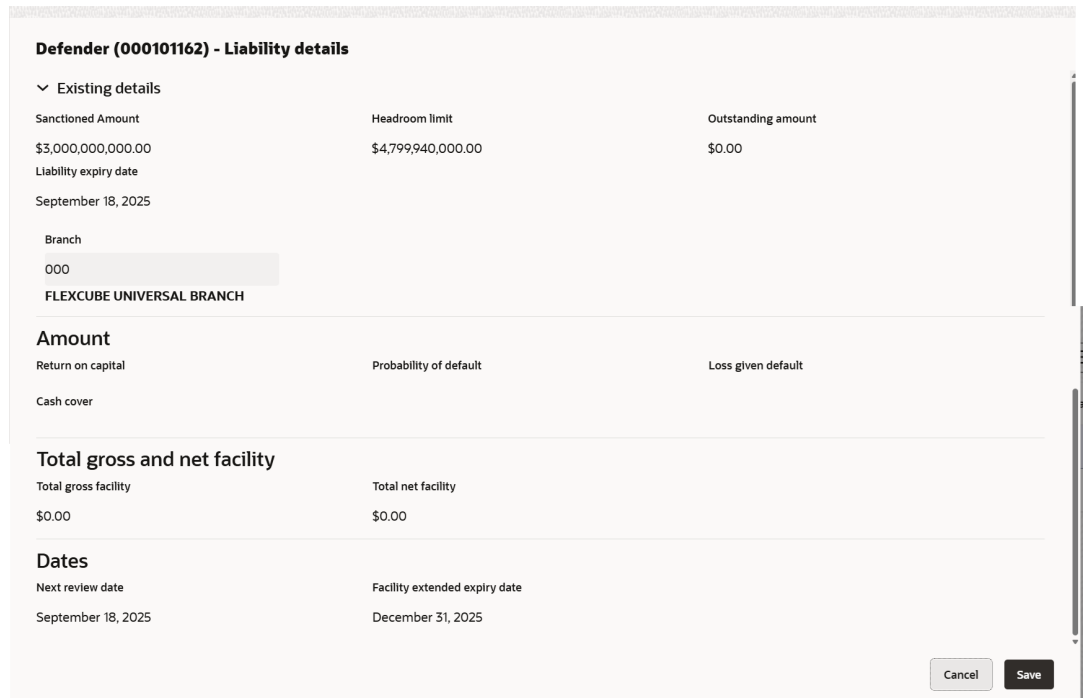 Defender (000101162) - Liability details
Existing details
Sanctioned Amount Headroom limit Outstanding amount
$3,000,000,000.00 $4,799,940,000.00 $0.00
Liability expiry date
September 18, 2025
Branch
000
FLEXCUBE UNIVERSAL BRANCH
Amount
Return on capital Probability of default Loss given default
Cash cover
Total gross and net facility
Total gross facility Total net facility
$0.00 $0.00
Dates
Next review date Facility extended expiry date
September 18, 2025 December 31, 2025
Cancel Save